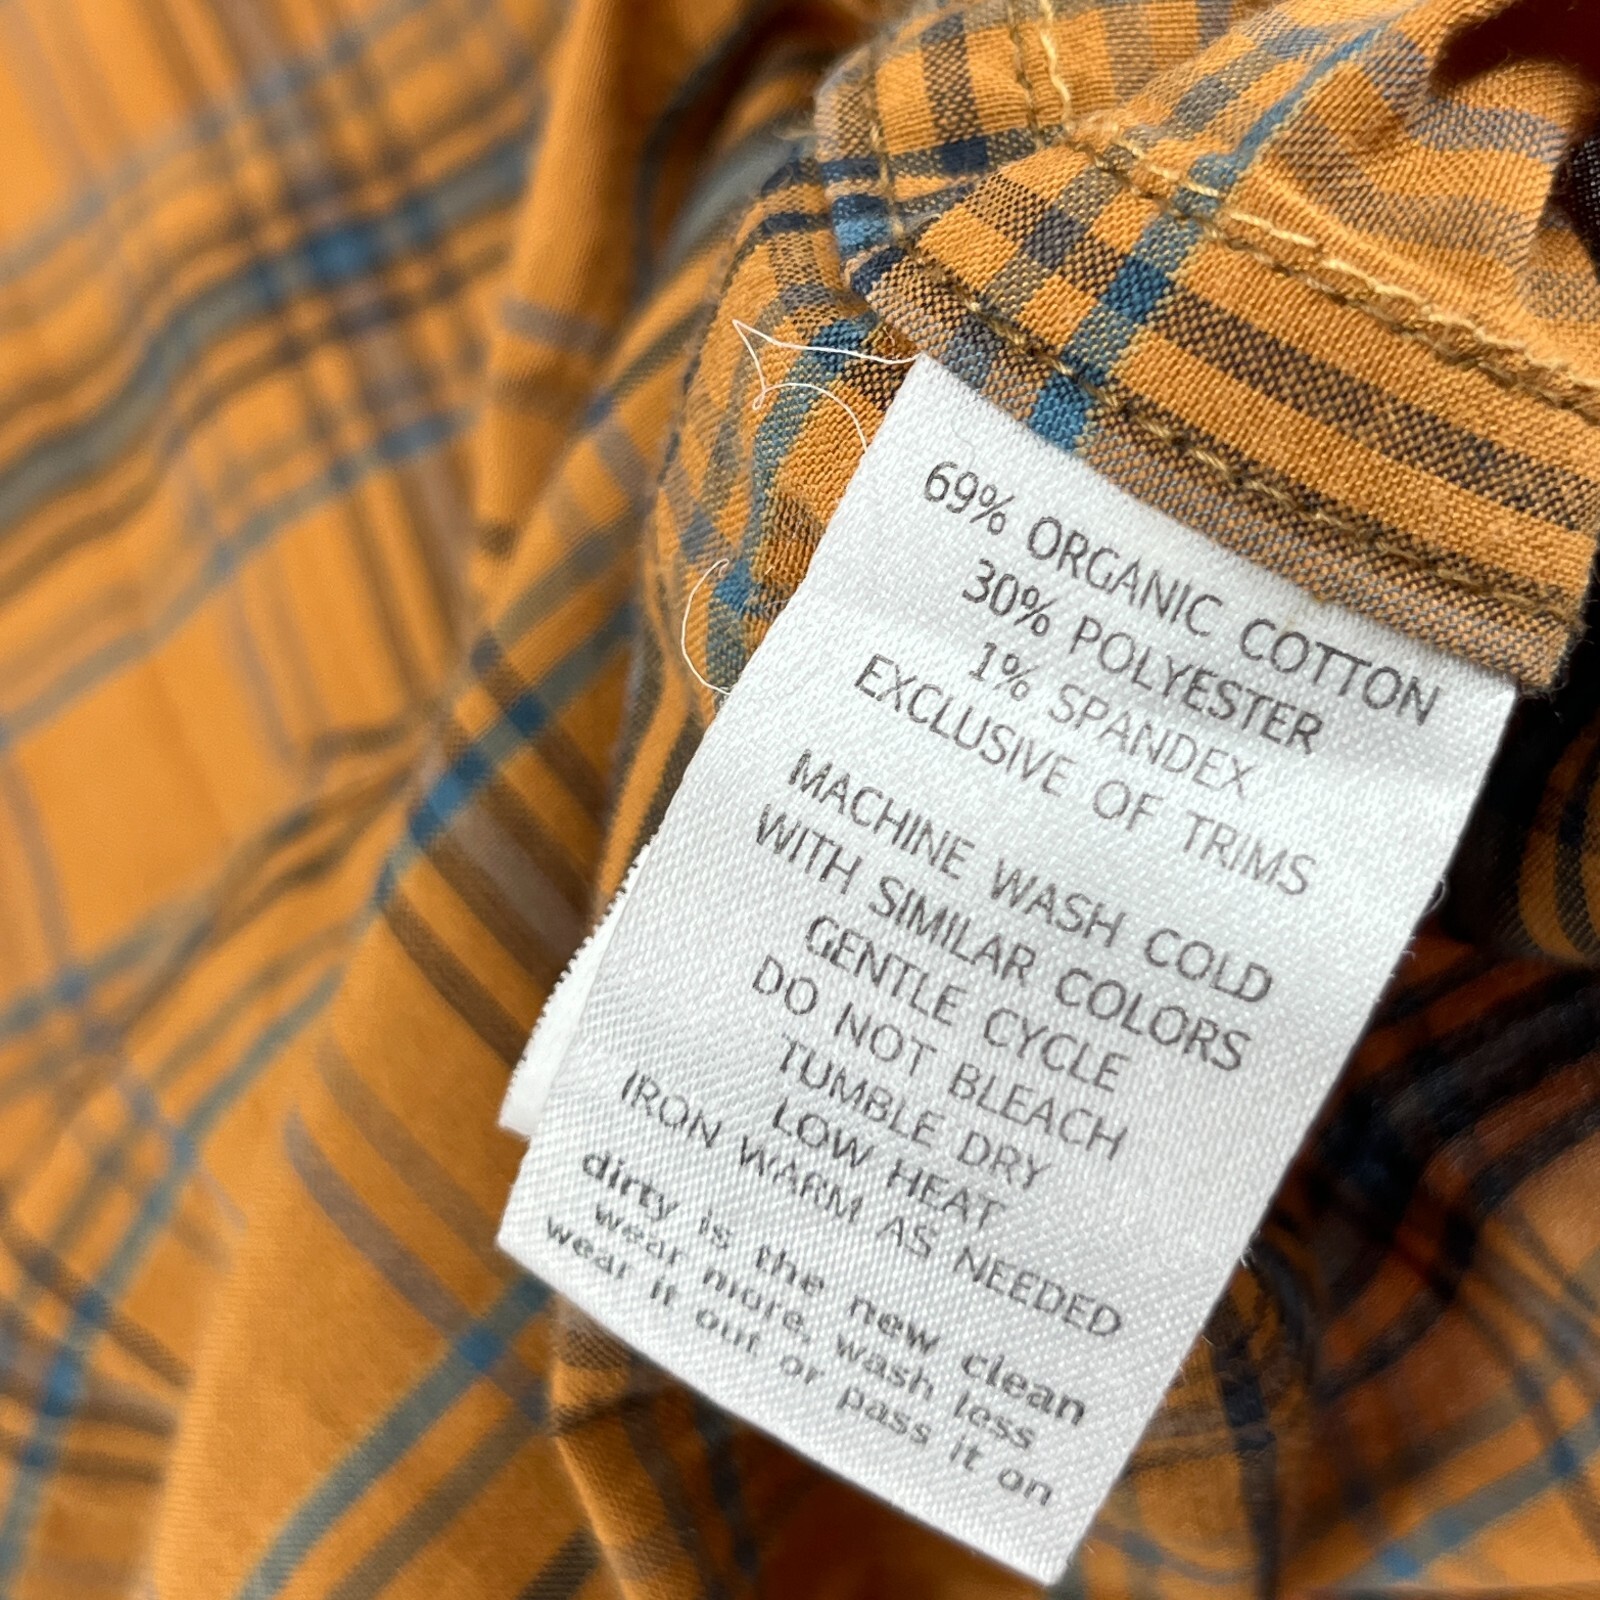 69% ORGANIC COTTON
30% POLYESTER
1% SPANDEX
EXCLUSIVE OF TRIMS
MACHINE WASH COLD
WITH SIMILAR COLORS
GENTLE CYCLE
DO NOT BLEACH
TUMBLE DRY
LOW HEAT
IRON WARM AS NEEDED
dirty is the new clean
wear more, wash less
wear it out or pass it on